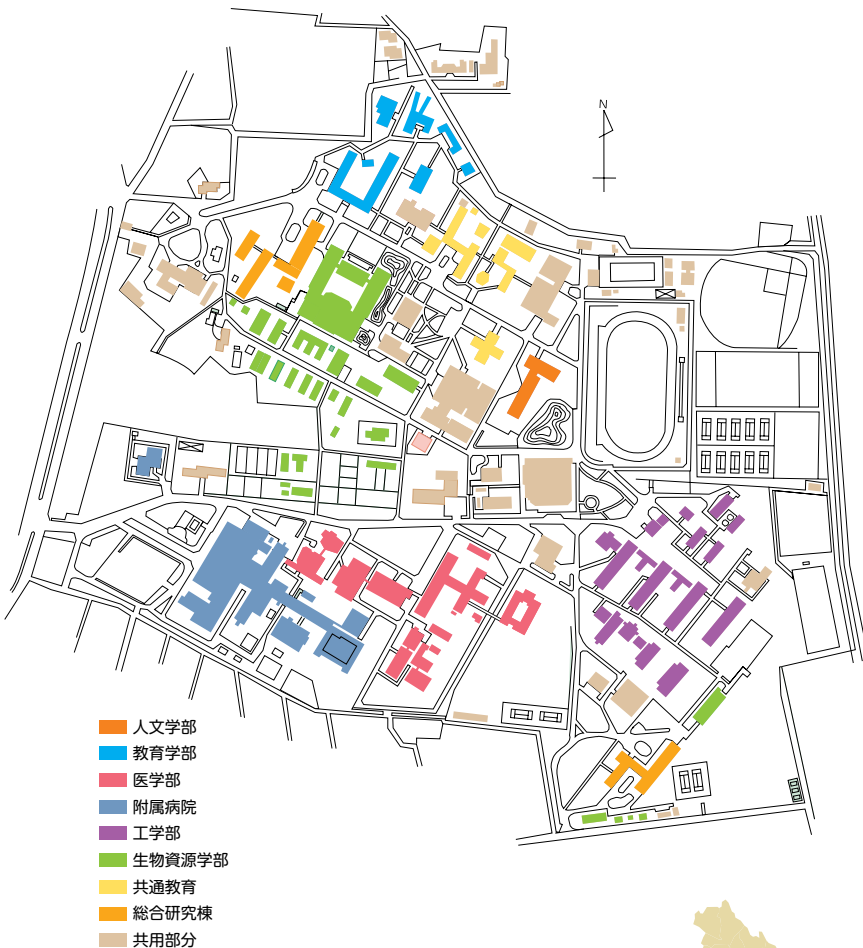 N
人文学部
教育学部
医学部
附属病院
工学部
生物資源学部
共通教育
総合研究棟
共用部分